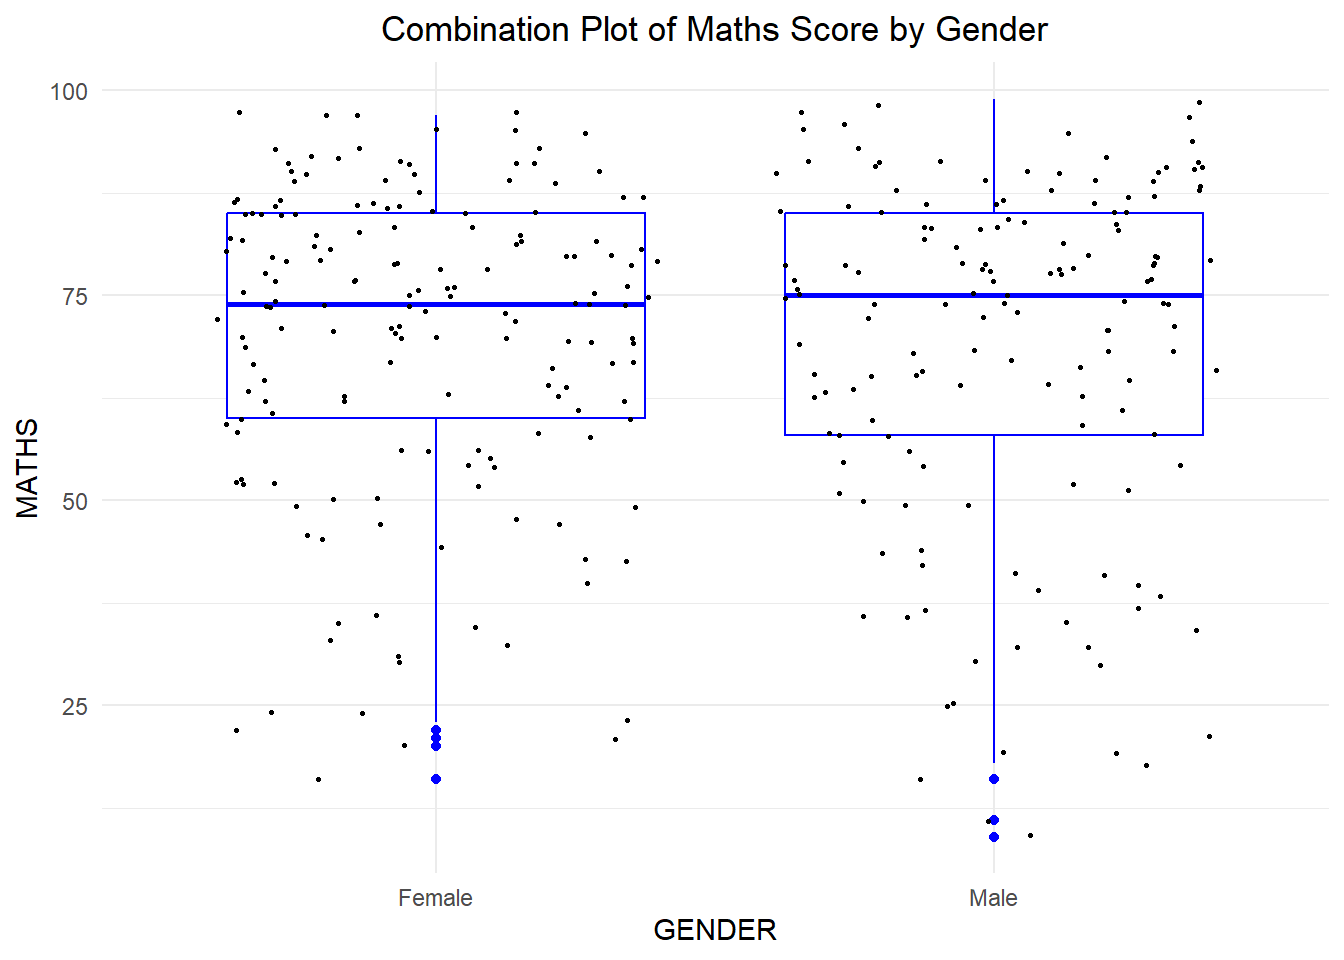 Combination Plot of Maths Score by Gender
100
75
50
25
MATHS
Female
Male
GENDER